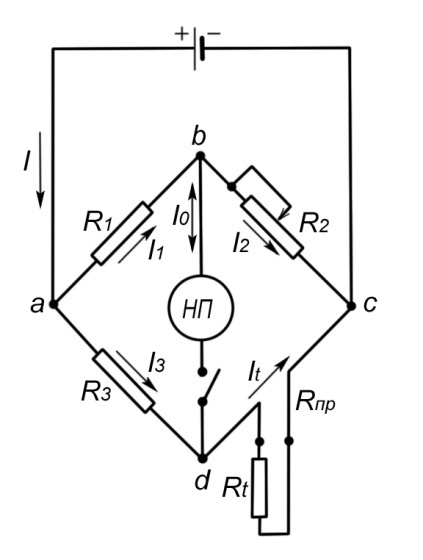 + −
b
I
R1
I0
R2
I1
I2
a
НП
c
I3
It
R3
Rпр
d
Rt